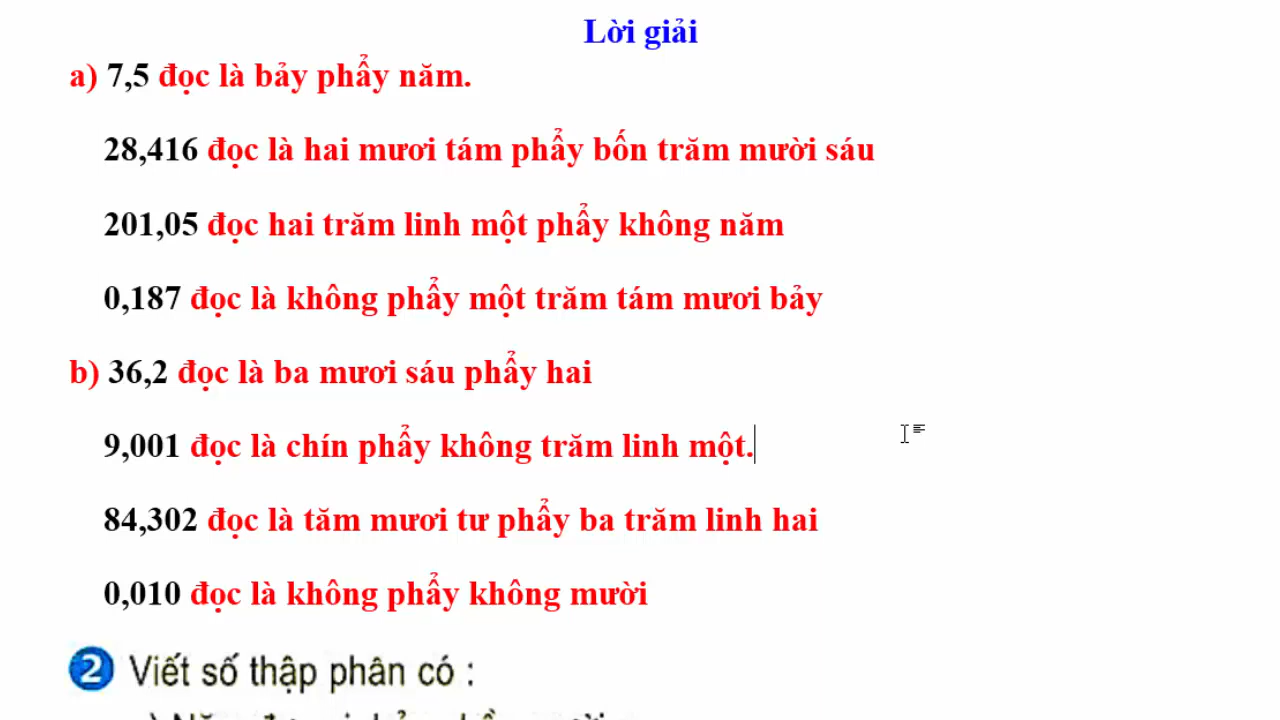 Lời giải
a) 7,5 đọc là bảy phẩy năm.
28,416 đọc là hai mươi tám phẩy bốn trăm mười sáu
201,05 đọc hai trăm linh một phẩy không năm
0,187 đọc là không phẩy một trăm tám mươi bảy
b) 36,2 đọc là ba mươi sáu phẩy hai
9,001 đọc là chín phẩy không trăm linh một.
84,302 đọc là tăm mươi tư phẩy ba trăm linh hai
0,010 đọc là không phẩy không mười
2 Viết số thập phân có :